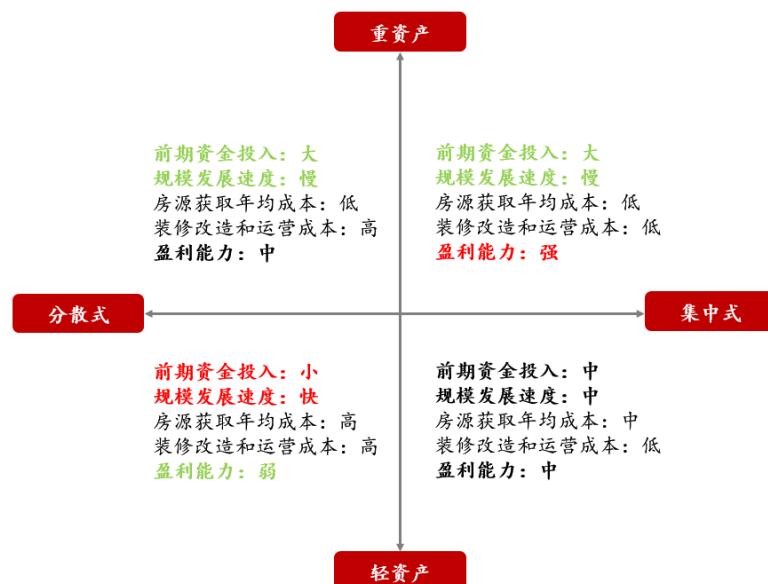 重资产
前期资金投入：大
规模发展速度：慢
房源获取年均成本：低
装修改造和运营成本：高
盈利能力：中
前期资金投入：大
规模发展速度：慢
房源获取年均成本：低
装修改造和运营成本：低
盈利能力：强
分散式
集中式
前期资金投入：小
规模发展速度：快
房源获取年均成本：高
装修改造和运营成本：高
盈利能力：弱
前期资金投入：中
规模发展速度：中
房源获取年均成本：中
装修改造和运营成本：低
盈利能力：中
轻资产